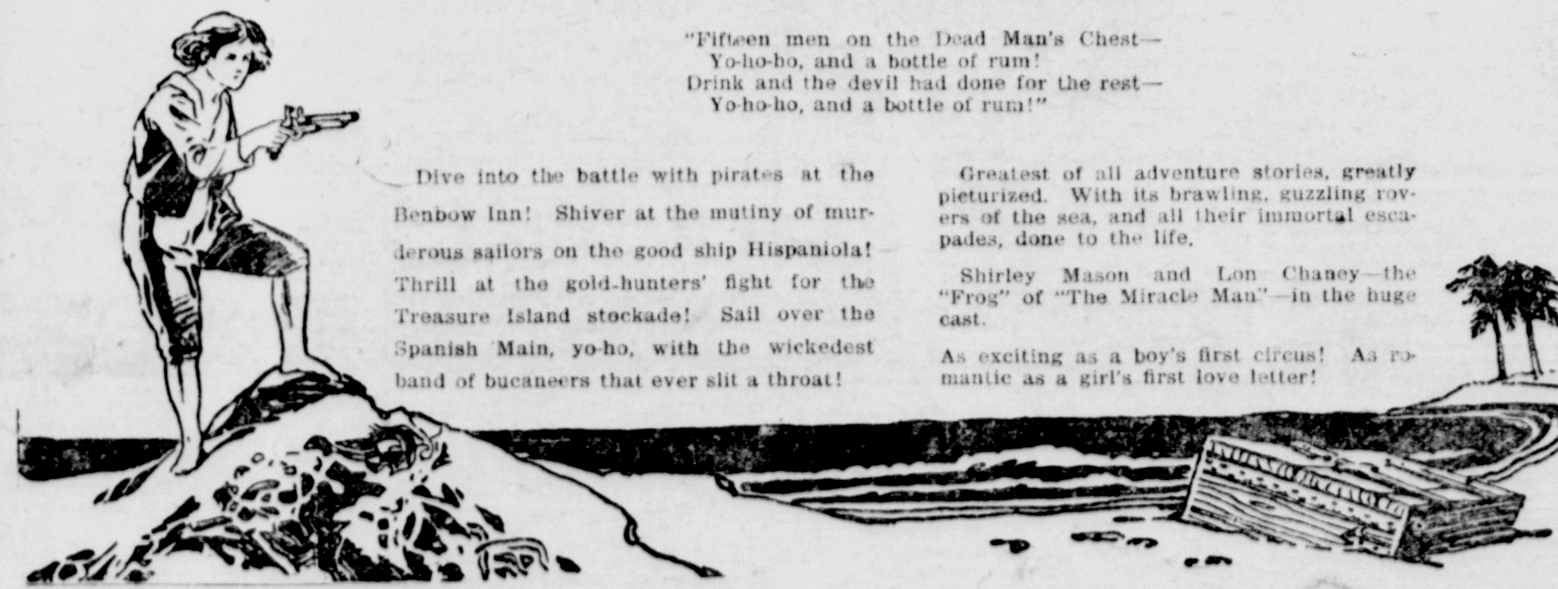 "Fifteen men on the Dead Man's Chest—
Yo-ho-ho, and a bottle of rum!
Drink and the devil had done for the rest—
Yo-ho-ho, and a bottle of rum!"
Dive into the battle with pirates at the
Benbow Inn! Shiver at the mutiny of mur-
derous sailors on the good ship Hispaniola!
Thrill at the gold-hunters' fight for the
Treasure Island stockade! Sail over the
Spanish Main, yo-ho, with the wickedest
band of bucaneers that ever slit a throat!
Greatest of all adventure stories, greatly
picturized. With its brawling, guzzling rov-
ers of the sea, and all their immortal esca-
pades, done to the life.
Shirley Mason and Lon Chaney—the
"Frog" of "The Miracle Man"—in the huge
cast.
As exciting as a boy's first circus! As ro-
mantic as a girl's first love letter!